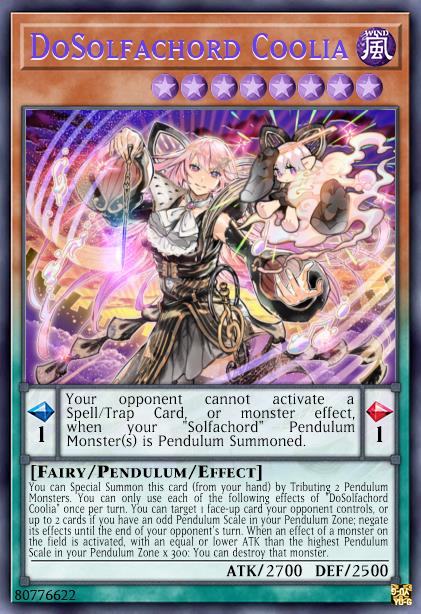 DoSolfachord Coolia
WIND
風
Your opponent cannot activate a
Spell/Trap Card, or monster effect,
when your "Solfachord" Pendulum
Monster(s) is Pendulum Summoned.
1
1
[Fairy/Pendulum/Effect]
You can Special Summon this card (from your hand) by Tributing 2 Pendulum
Monsters. You can only use each of the following effects of "DoSolfachord
Coolia" once per turn. You can target 1 face-up card your opponent controls, or
up to 2 cards if you have an odd Pendulum Scale in your Pendulum Zone; negate
its effects until the end of your opponent's turn. When an effect of a monster on
the field is activated, with an equal or lower ATK than the highest Pendulum
Scale in your Pendulum Zone x 300: You can destroy that monster.
ATK/2700 DEF/2500
80776622